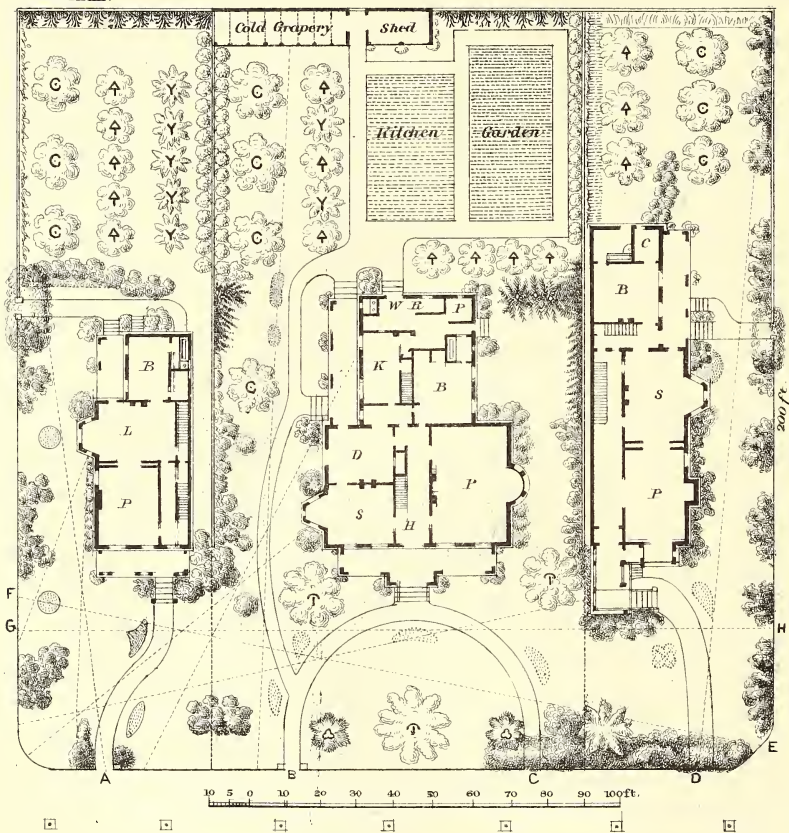 Cold Grapery Shed
C Y C C
Kitchen Garden
C Y C C
Y Y
C Y C C
Y
C Y C C
B
W R P
B
K B
B
C
S
200 ft.
L
D P
P S H P
F
G H
E
A B C D
10 5 0 10 20 30 40 50 60 70 80 90 100 ft.